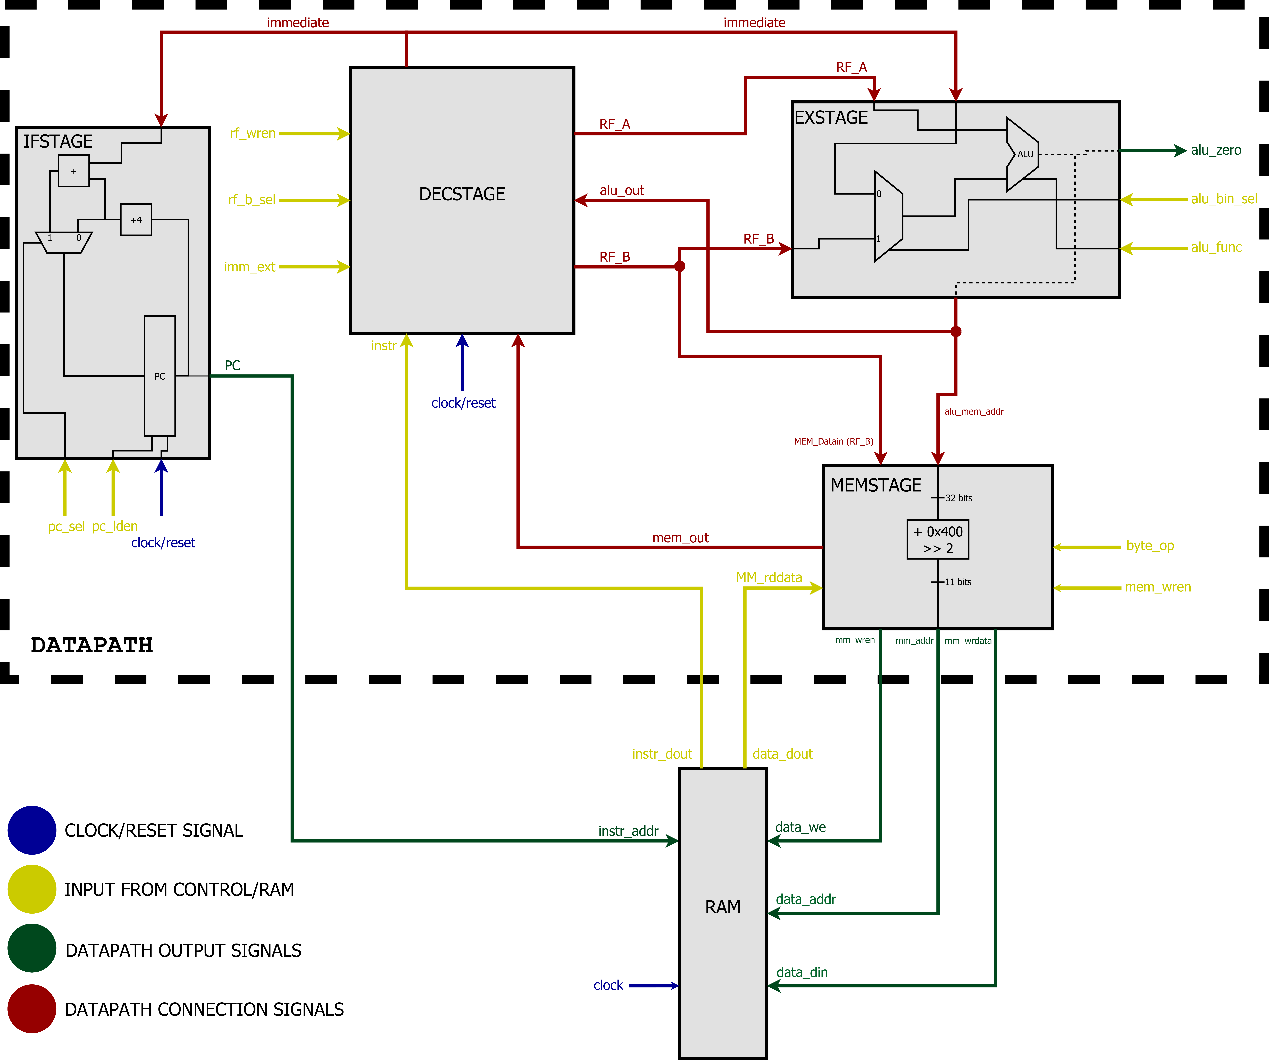 immediate
immediate
RF_A
IFSTAGE
EXSTAGE
rf_wren
RF_A
ALU
alu_zero
+
DECSTAGE
alu_out
0
rf_b_sel
alu_bin_sel
+4
1
0
RF_B
1
alu_func
imm_ext
RF_B
instr
PC
PC
clock/reset
alu_mem_addr
MEM_Datain (RF_B)
MEMSTAGE
32 bits
pc_sel
pc_lden
clock/reset
mem_out
+ 0x400
>> 2
byte_op
MM_rddata
11 bits
mem_wren
DATAPATH
mm_wren
mm_addr
mm_wrdata
instr_dout
data_dout
CLOCK/RESET SIGNAL
instr_addr
data_we
INPUT FROM CONTROL/RAM
RAM
data_addr
DATAPATH OUTPUT SIGNALS
clock
data_din
DATAPATH CONNECTION SIGNALS